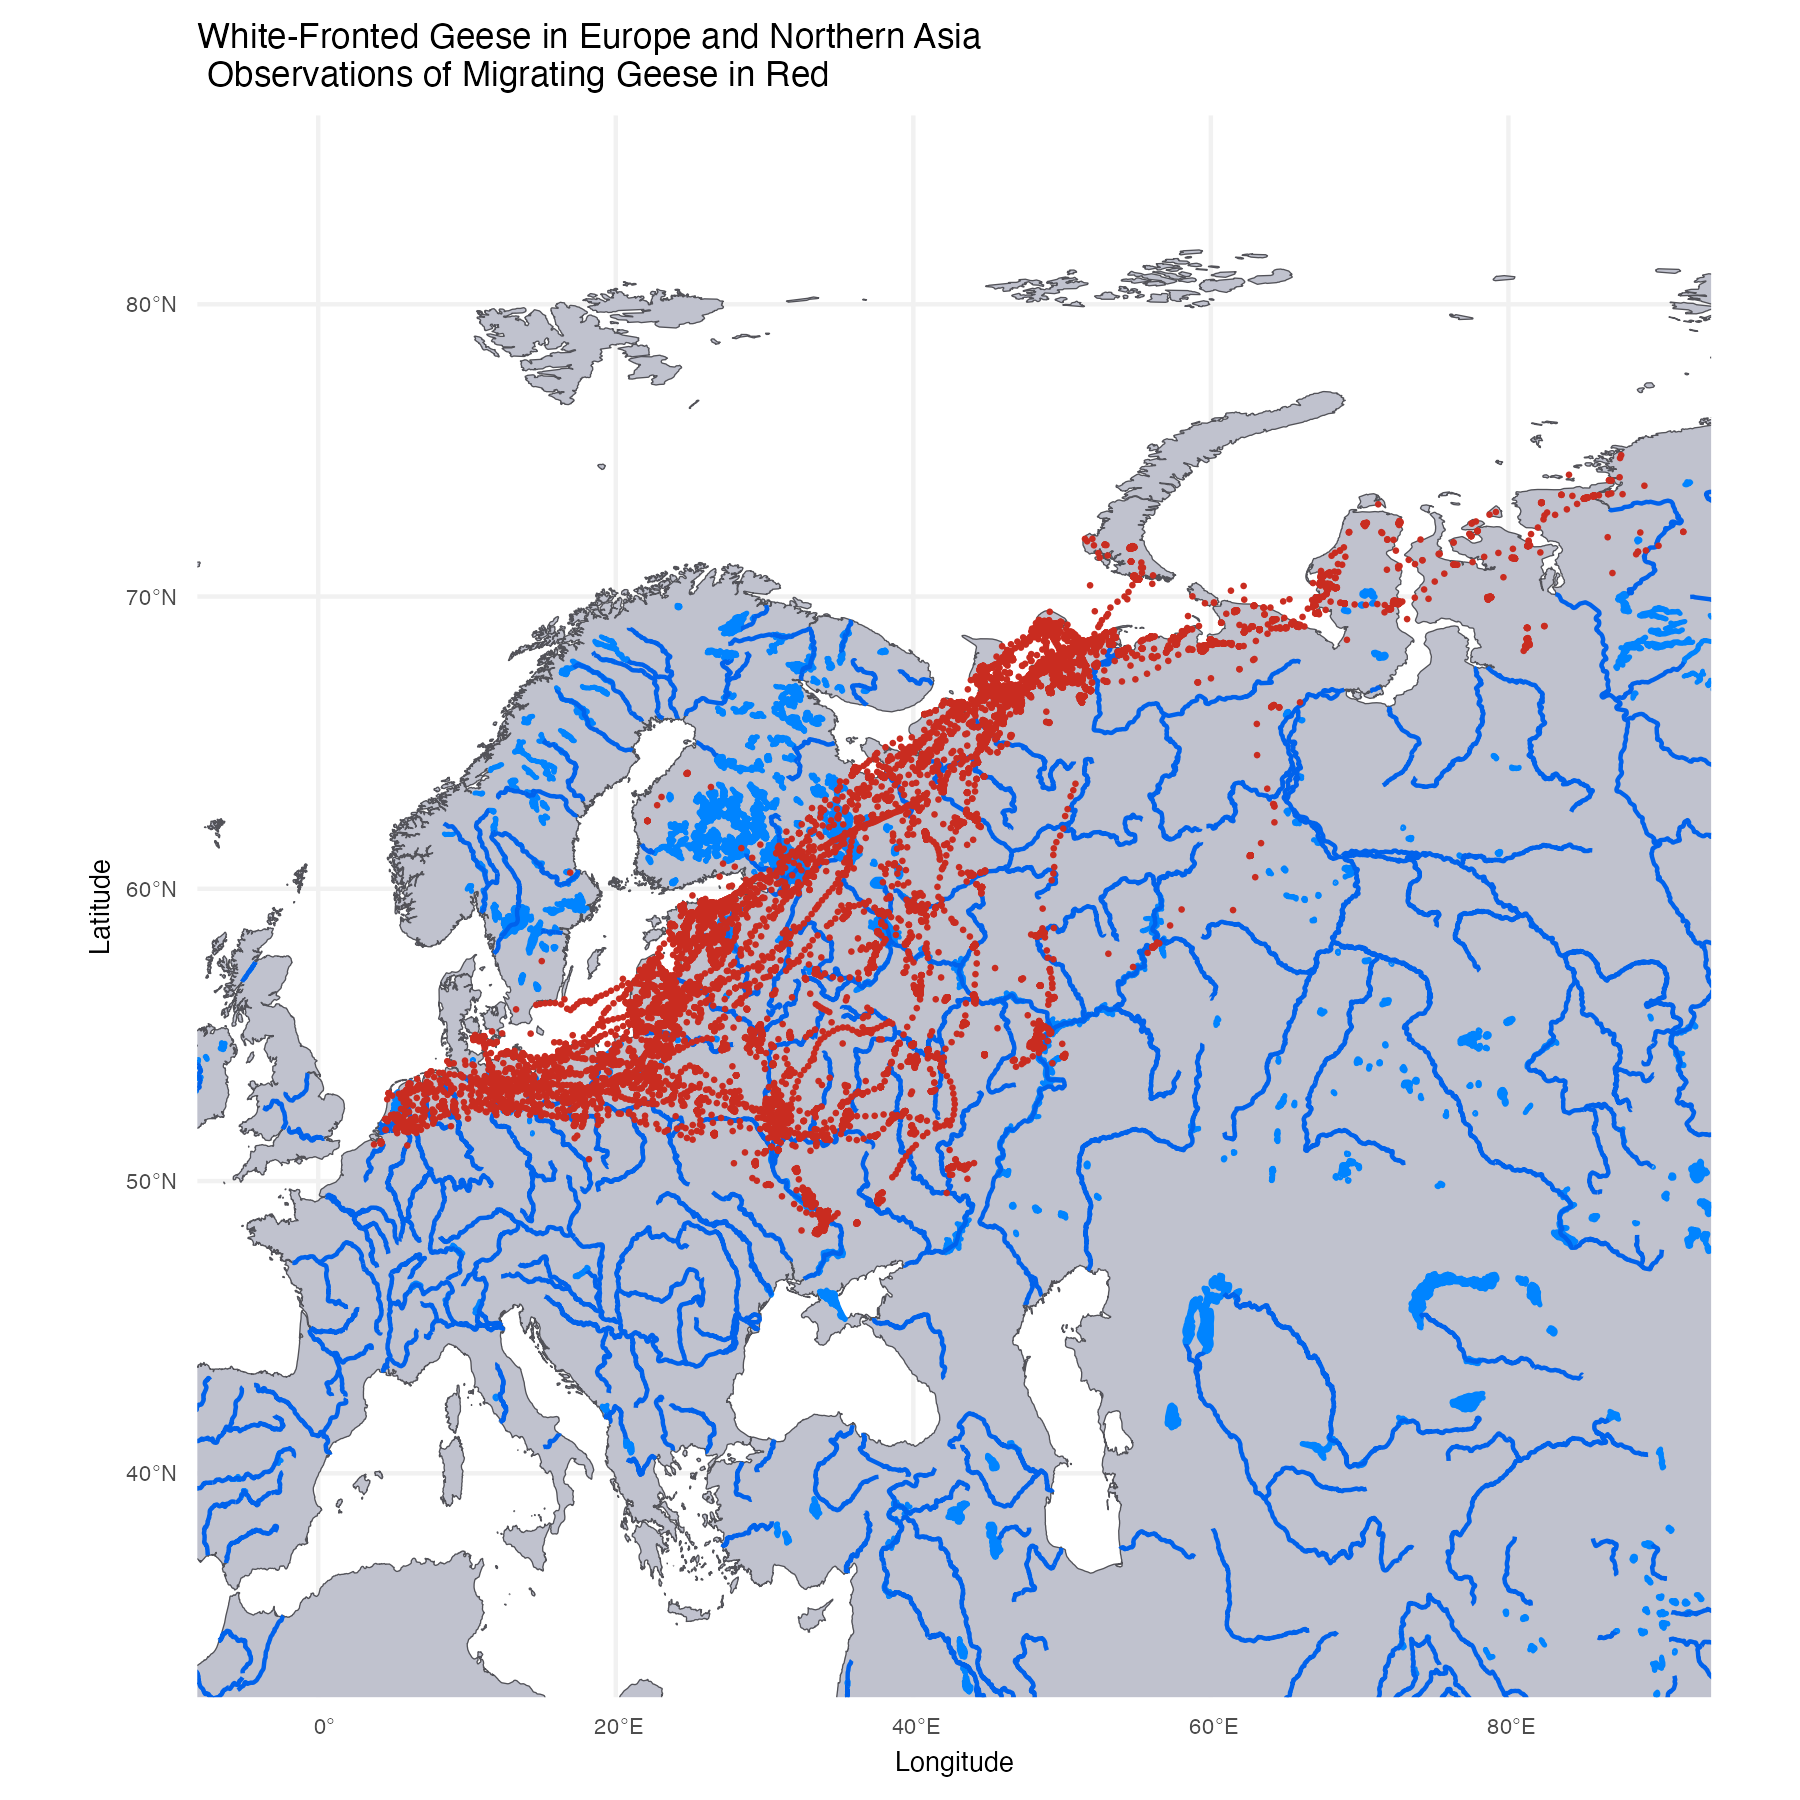 White-Fronted Geese in Europe and Northern Asia
Observations of Migrating Geese in Red
80°N
70°N
60°N
50°N
40°N
Latitude
0°
20°E
40°E
60°E
80°E
Longitude